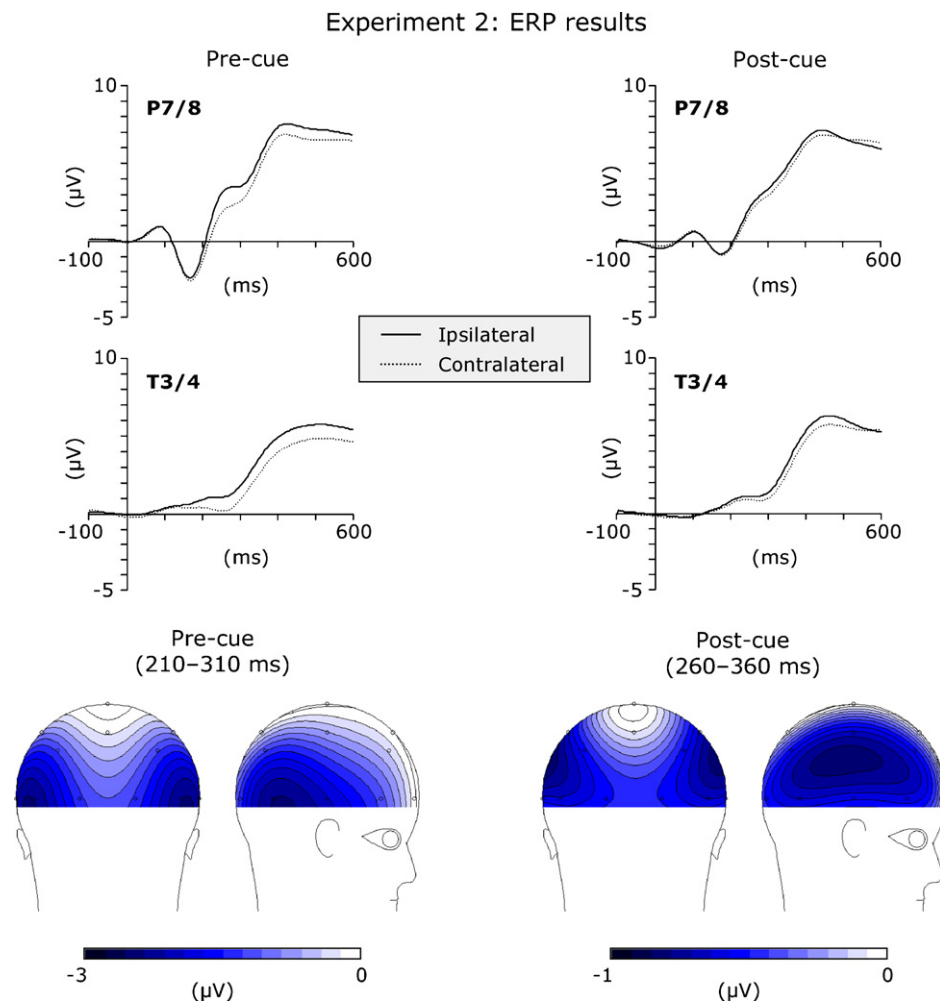 Experiment 2: ERP results
Pre-cue
Post-cue
10
P7/8
(µV)
-100
600
(ms)
-5
10
P7/8
(µV)
-100
600
(ms)
-5
Ipsilateral
Contralateral
10
T3/4
(µV)
-100
600
(ms)
-5
10
T3/4
(µV)
-100
600
(ms)
-5
Pre-cue
(210–310 ms)
Post-cue
(260–360 ms)
-3
0
(µV)
-1
0
(µV)